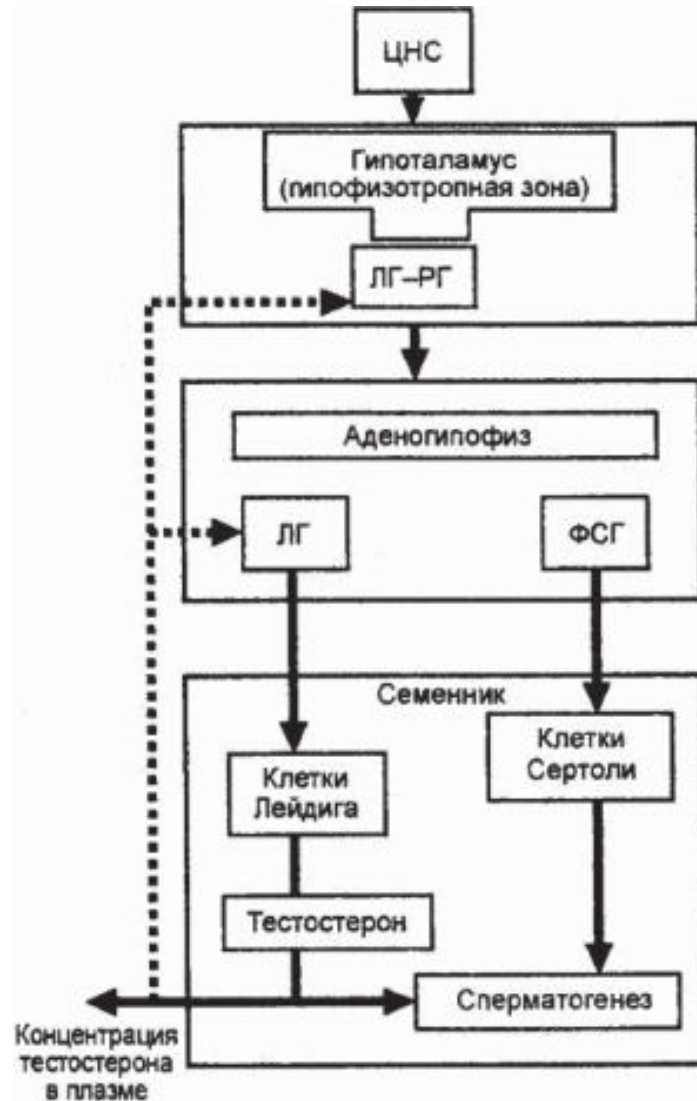 ЦНС
Гипоталамус
(гипофизотропная зона)
ЛГ–РГ
Аденогипофиз
ЛГ
ФСГ
Семенник
Клетки
Лейдига
Клетки
Сертоли
Тестостерон
Сперматогенез
Концентрация
тестостерона
в плазме